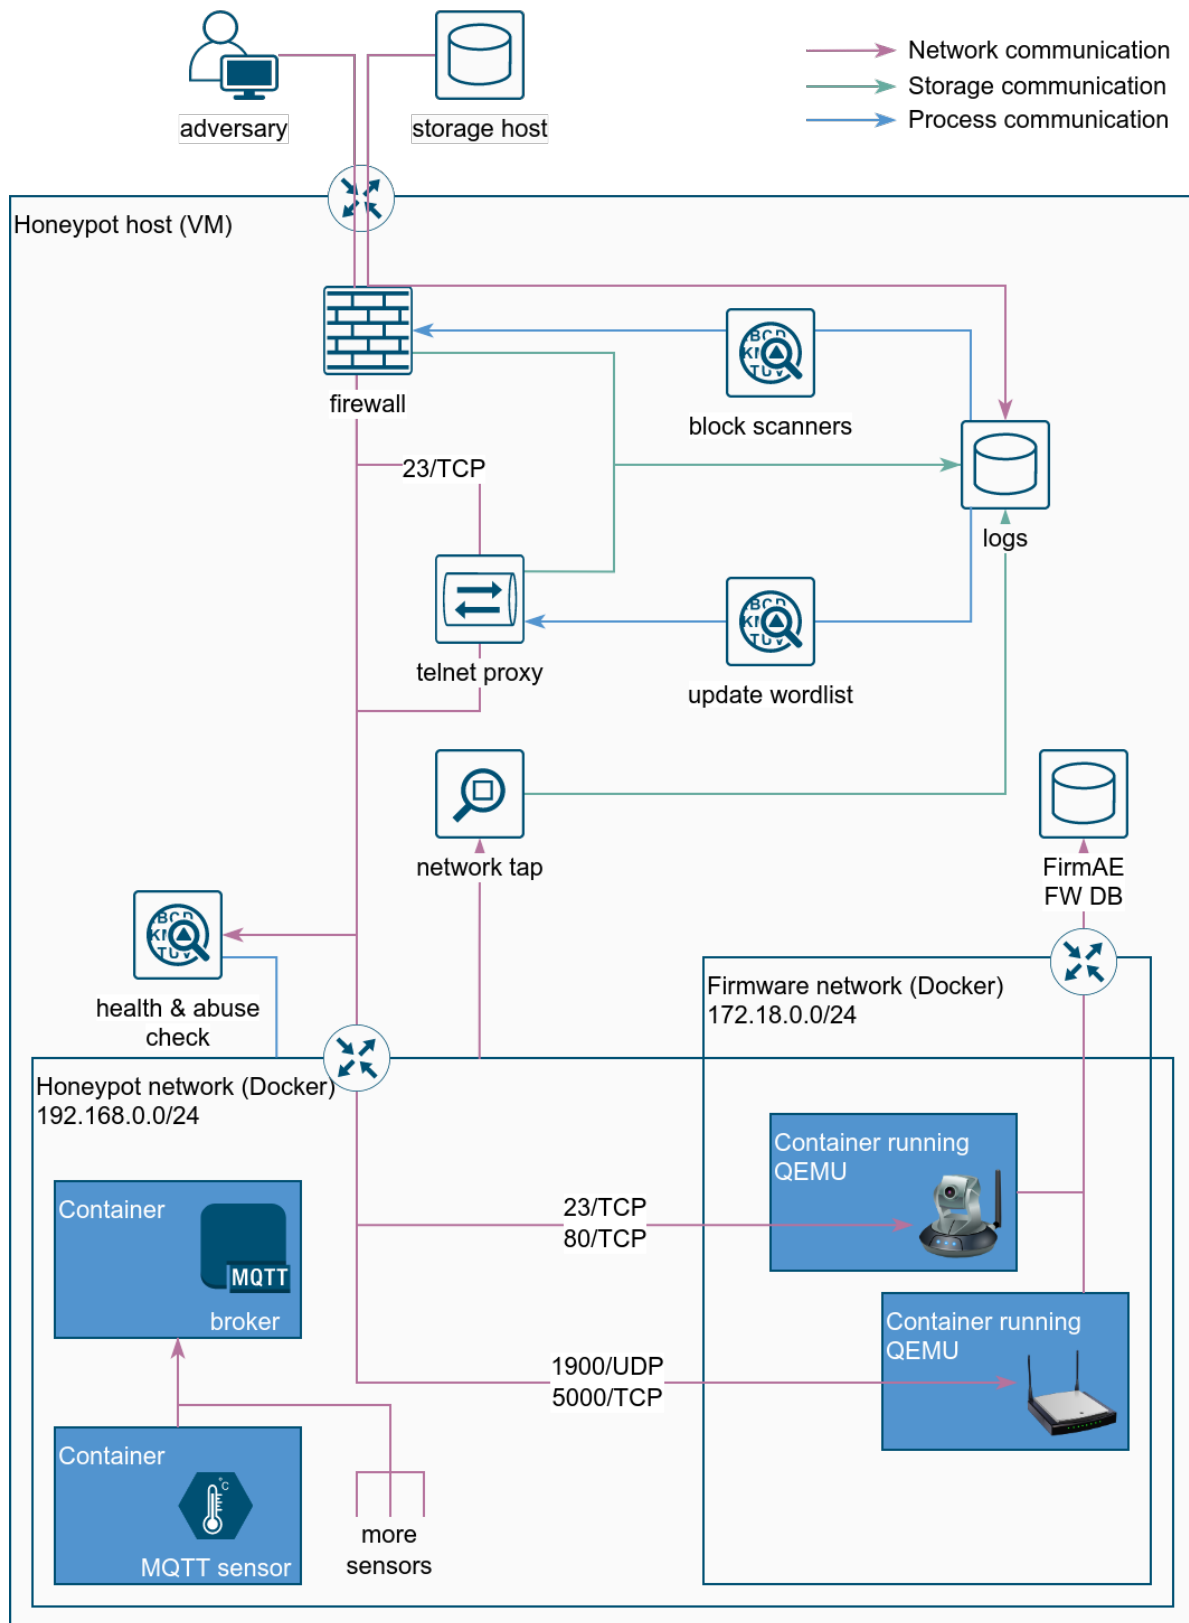 Network communication
Storage communication
Process communication
adversary
storage host
Honeypot host (VM)
firewall
block scanners
23/TCP
logs
telnet proxy
update wordlist
network tap
FirmAE
FW DB
health & abuse
check
Firmware network (Docker)
172.18.0.0/24
Honeypot network (Docker)
192.168.0.0/24
Container running
QEMU
Container
MQTT
broker
23/TCP
80/TCP
Container running
QEMU
1900/UDP
5000/TCP
Container
°C
MQTT sensor
more
sensors